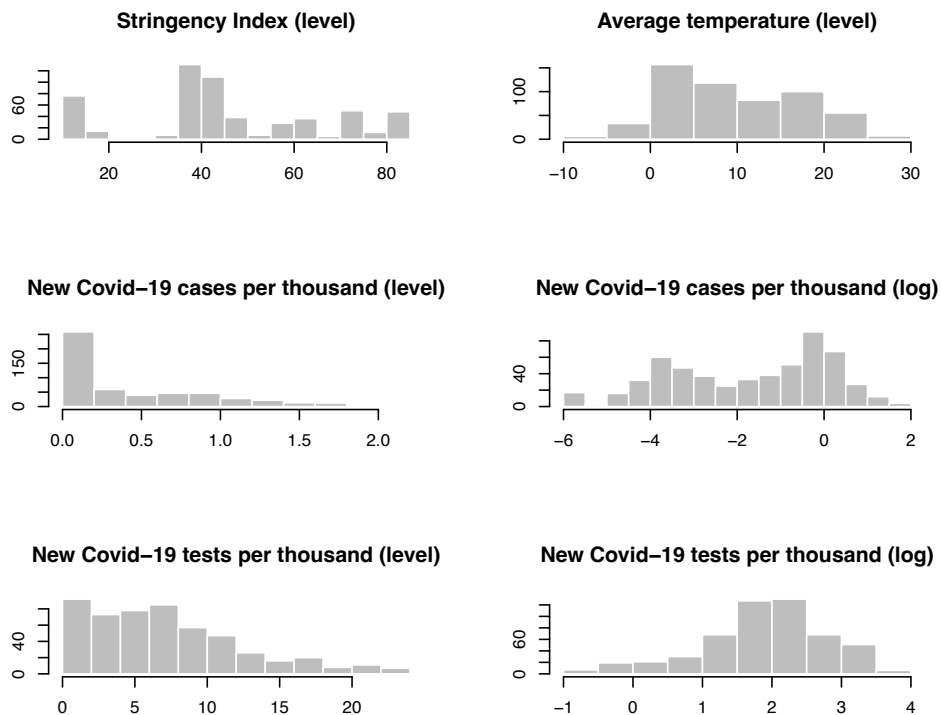 Stringency Index (level)
0 60
20 40 60 80
Average temperature (level)
0 100
−10 0 10 20 30
New Covid−19 cases per thousand (level)
0 150
0.0 0.5 1.0 1.5 2.0
New Covid−19 cases per thousand (log)
0 40
−6 −4 −2 0 2
New Covid−19 tests per thousand (level)
0 40
0 5 10 15 20
New Covid−19 tests per thousand (log)
0 60
−1 0 1 2 3 4